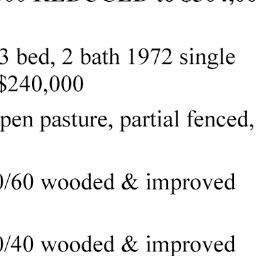 REDUCED to $304,00
3 bed, 2 bath 1972 single
$240,000
pen pasture, partial fenced,
0/60 wooded & improved
0/40 wooded & improved